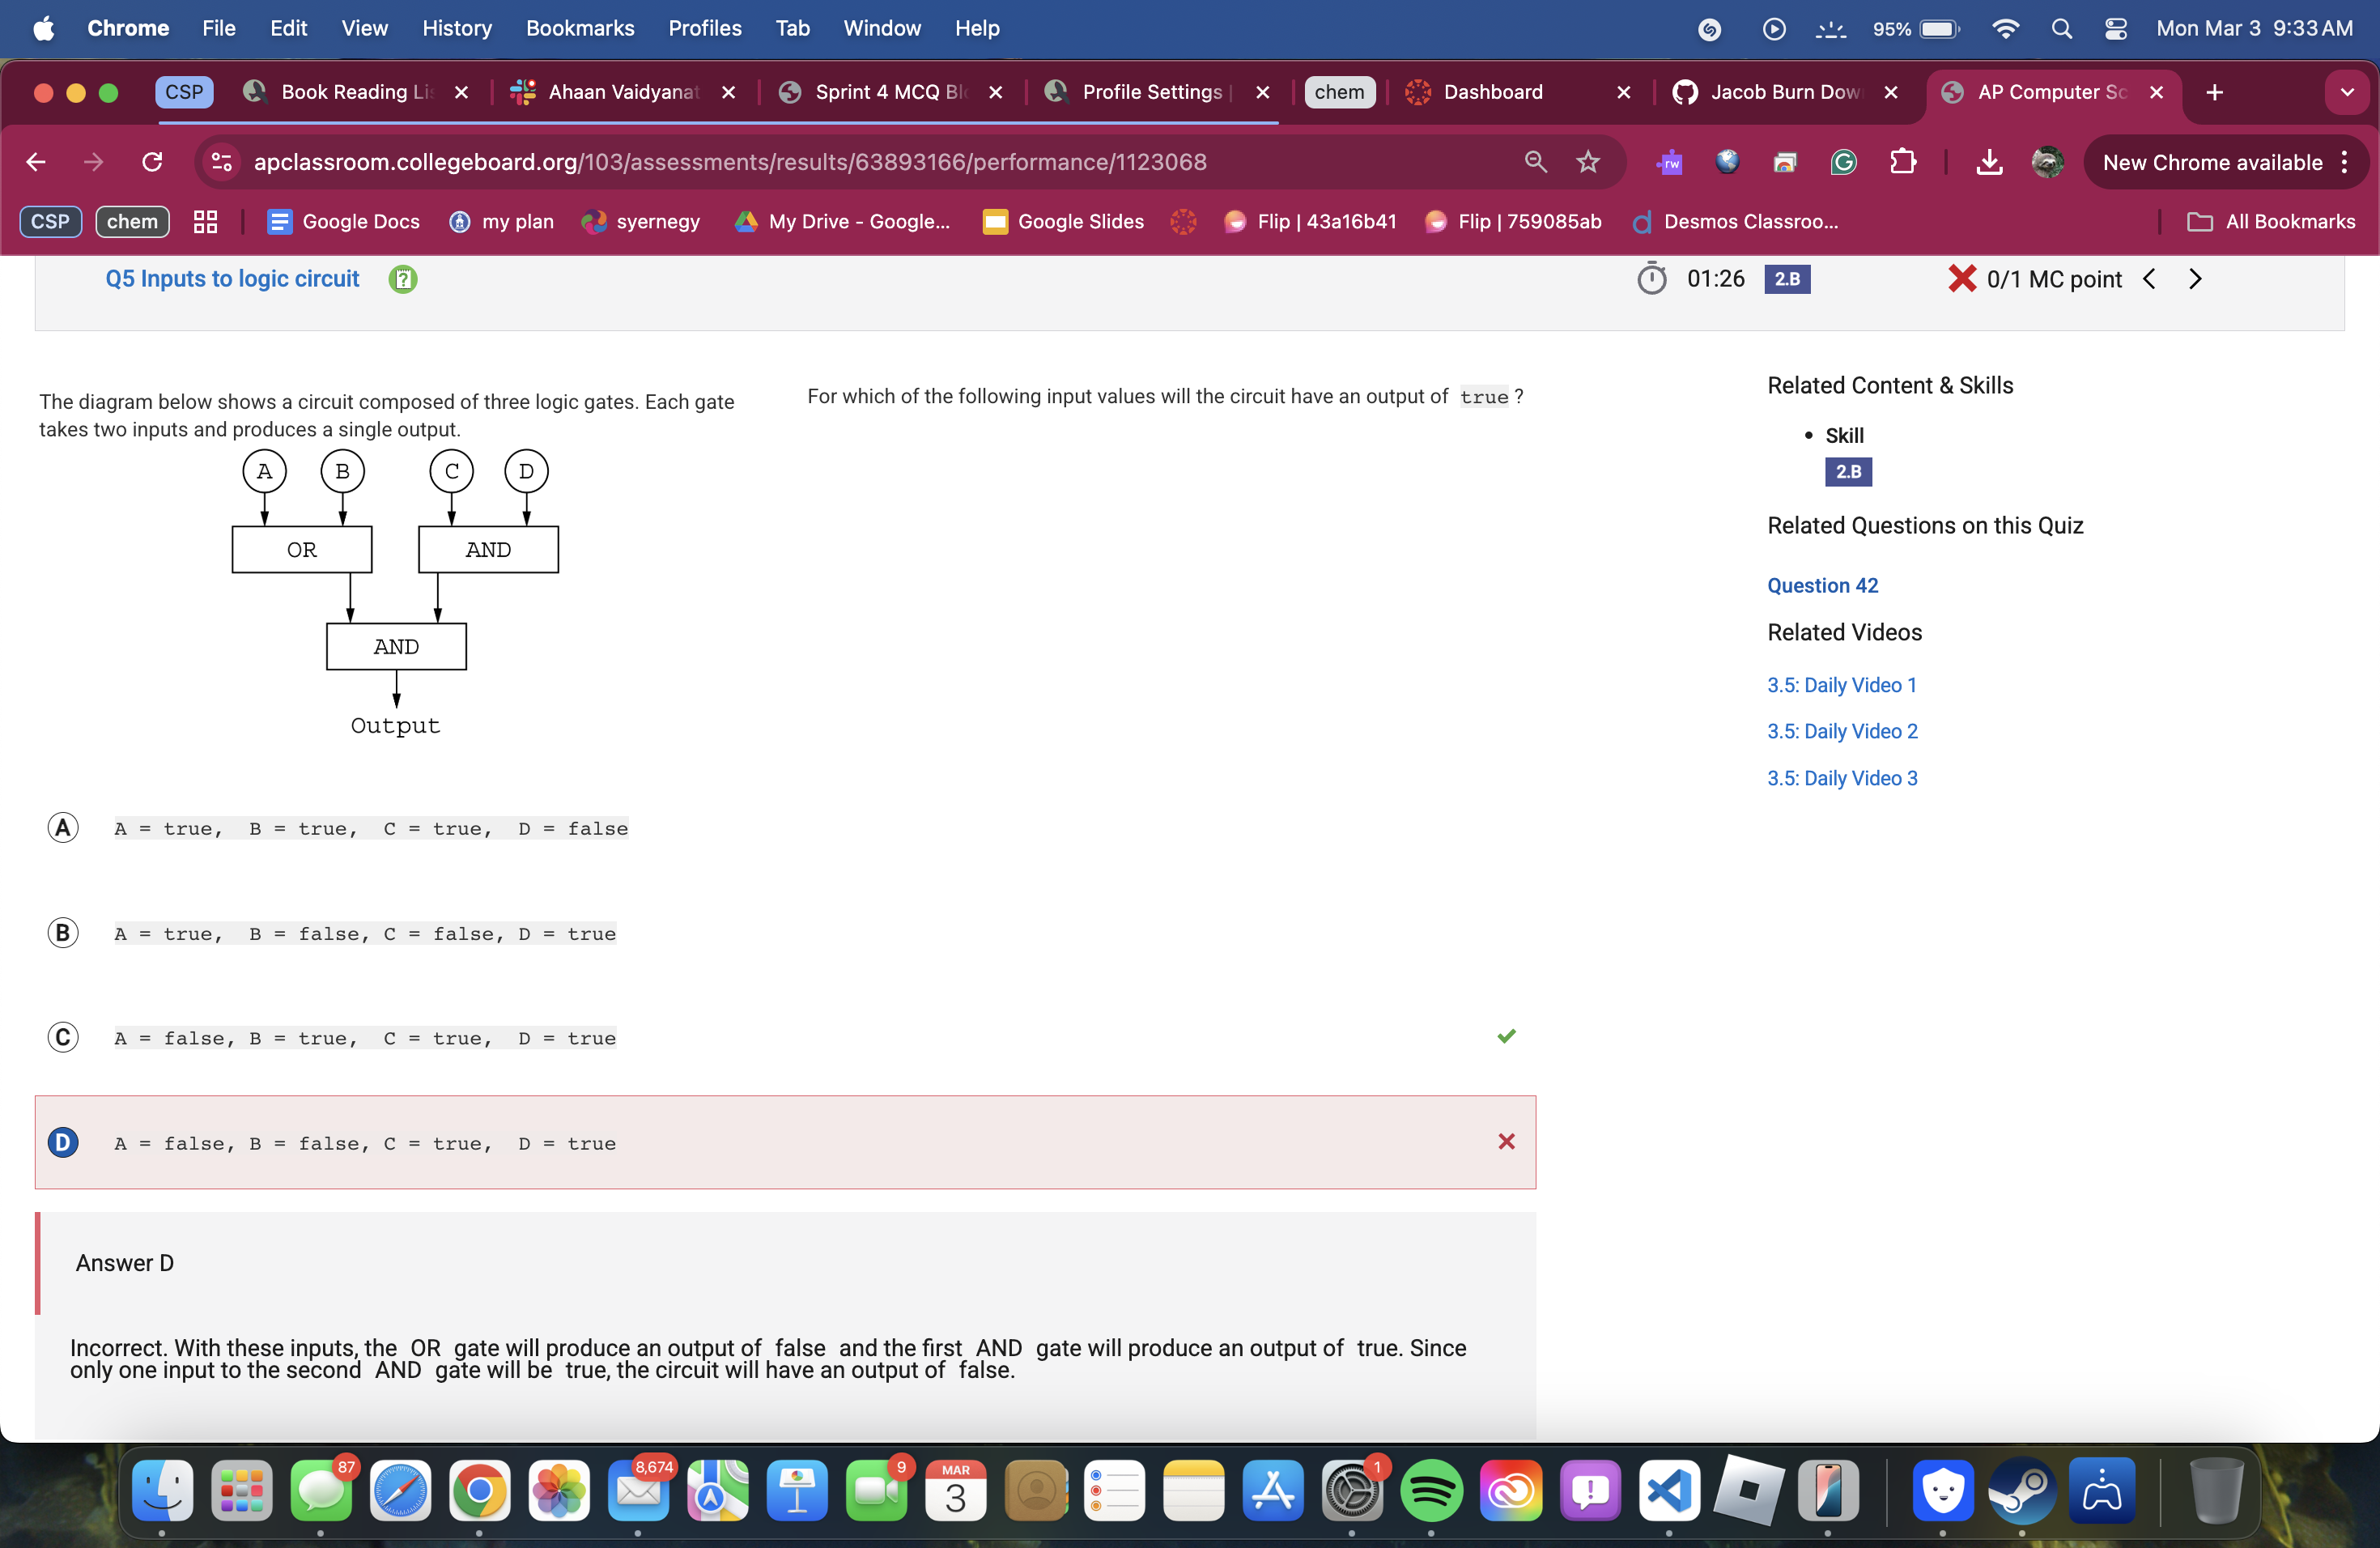 Chrome File Edit View History Bookmarks Profiles Tab Window Help 95% Mon Mar 3 9:33 AM
CSP Book Reading Lis Ahaan Vaidyanat Sprint 4 MCQ Blo Profile Settings | chem Dashboard Jacob Burn Dow AP Computer Sc
apclassroom.collegeboard.org/103/assessments/results/63893166/performance/1123068 rw New Chrome available
CSP chem Google Docs my plan syernegy My Drive - Google... Google Slides Flip | 43a16b41 Flip | 759085ab Desmos Classroo... All Bookmarks
Q5 Inputs to logic circuit 01:26 2.B 0/1 MC point
The diagram below shows a circuit composed of three logic gates. Each gate
takes two inputs and produces a single output.
A B C D
OR AND
AND
Output
For which of the following input values will the circuit have an output of true ?
A A = true, B = true, C = true, D = false
B A = true, B = false, C = false, D = true
C A = false, B = true, C = true, D = true
D A = false, B = false, C = true, D = true
Answer D
Incorrect. With these inputs, the OR gate will produce an output of false and the first AND gate will produce an output of true. Since
only one input to the second AND gate will be true, the circuit will have an output of false.
Related Content & Skills
• Skill
2.B
Related Questions on this Quiz
Question 42
Related Videos
3.5: Daily Video 1
3.5: Daily Video 2
3.5: Daily Video 3
87 8,674 9 MAR 3 1